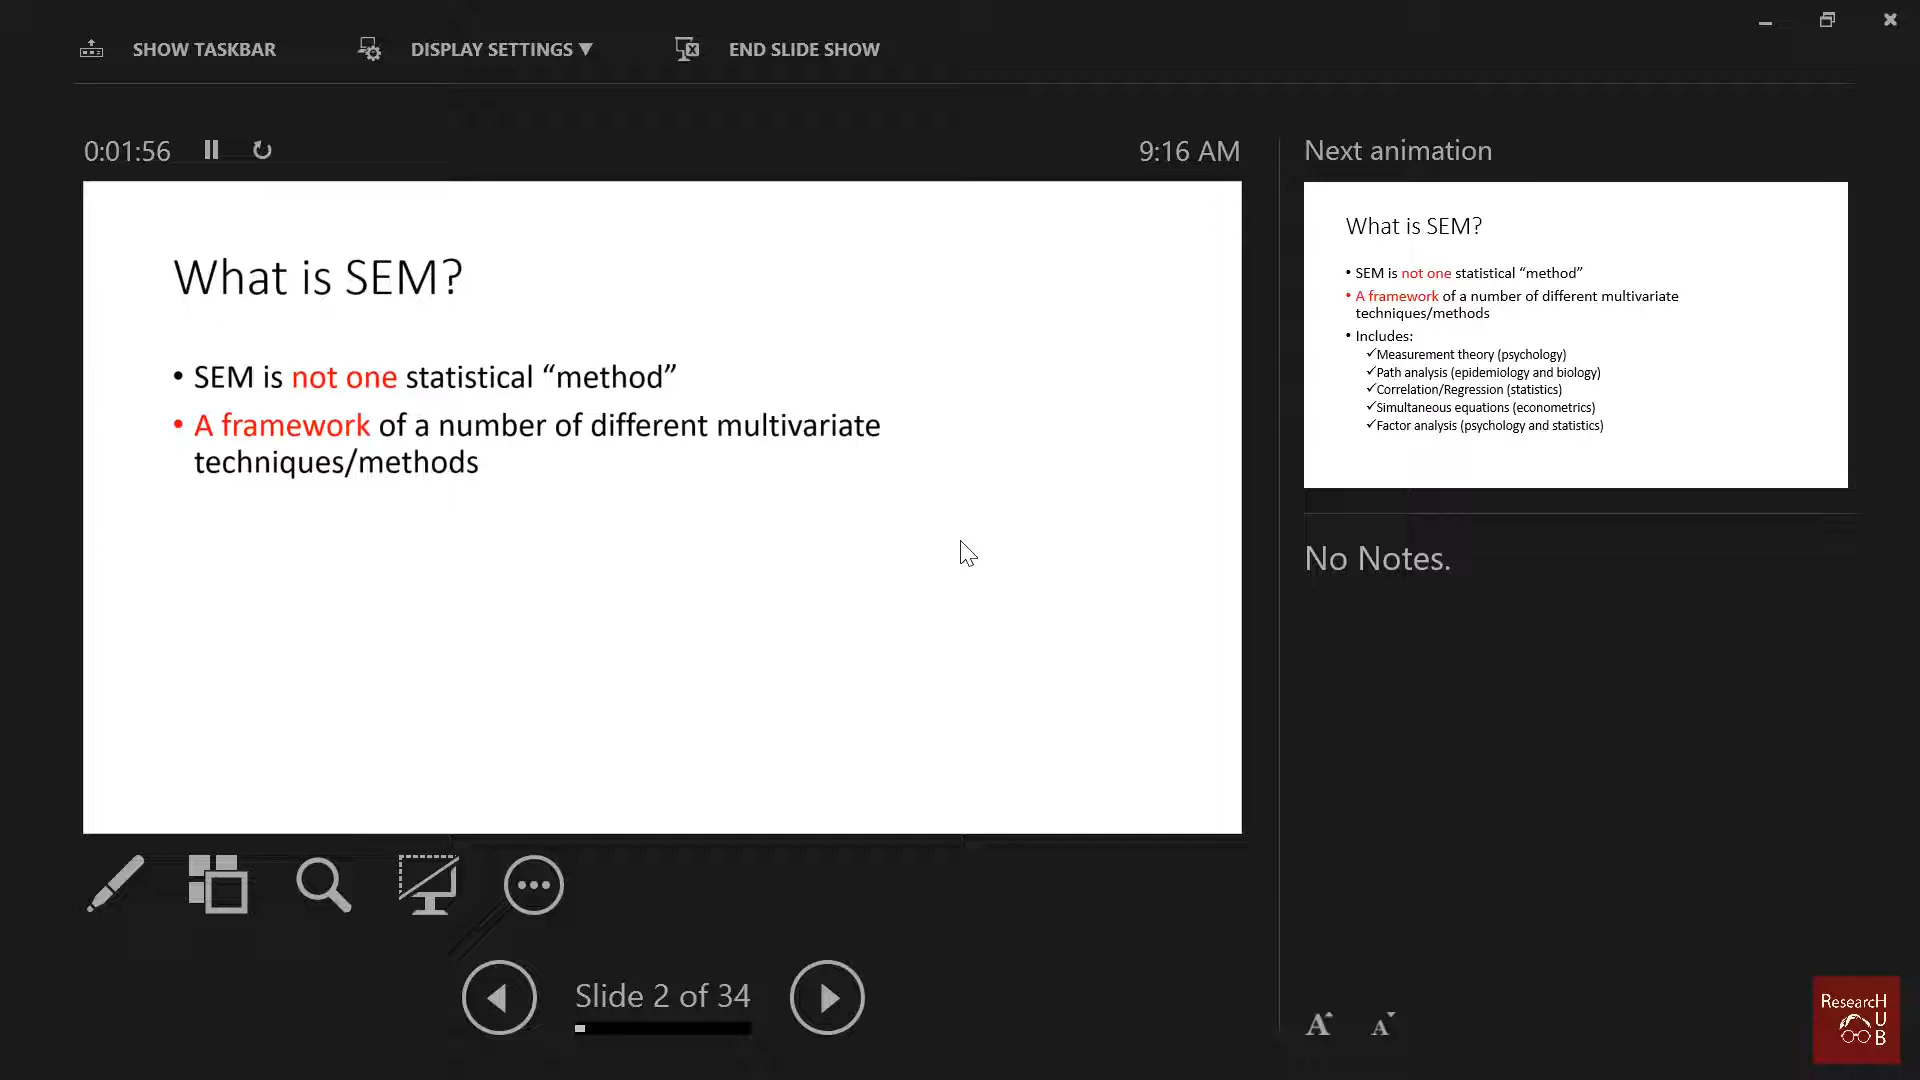 SHOW TASKBAR
DISPLAY SETTINGS ▼
END SLIDE SHOW
0:01:56
9:16 AM
What is SEM?
• SEM is not one statistical “method”
• A framework of a number of different multivariate
techniques/methods
Slide 2 of 34
Next animation
What is SEM?
• SEM is not one statistical “method”
• A framework of a number of different multivariate
techniques/methods
• Includes:
✓Measurement theory (psychology)
✓Path analysis (epidemiology and biology)
✓Correlation/Regression (statistics)
✓Simultaneous equations (econometrics)
✓Factor analysis (psychology and statistics)
No Notes.
A A
ResearcH
U
B